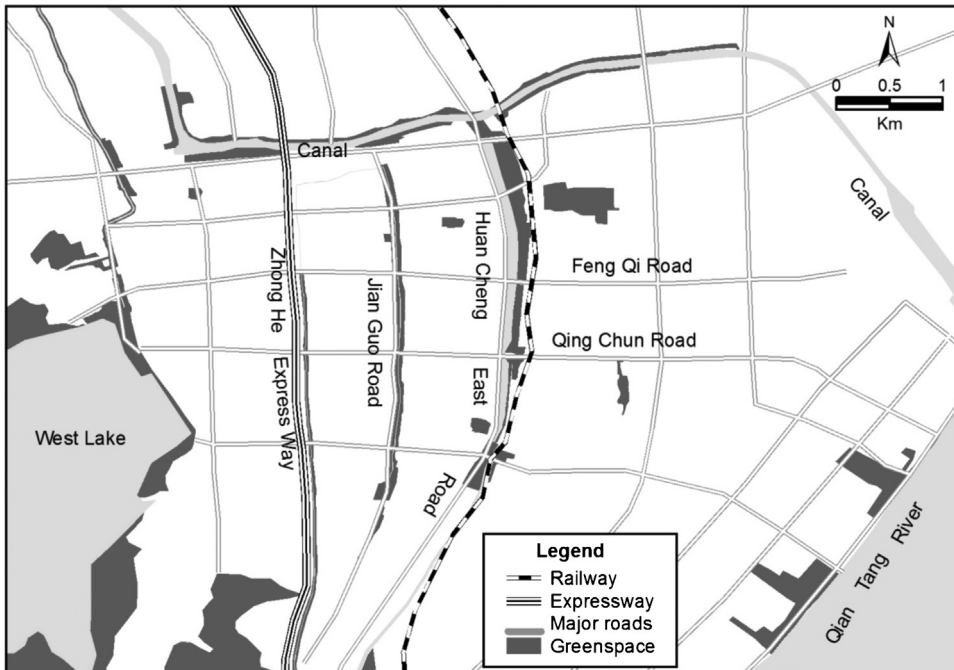 N
0 0.5 1
Km
Canal
Canal
Huan Cheng
East
Road
Zhong He
Express Way
Jian Guo Road
Feng Qi Road
Qing Chun Road
West Lake
Qian Tang River
Legend
Railway
Expressway
Major roads
Greenspace